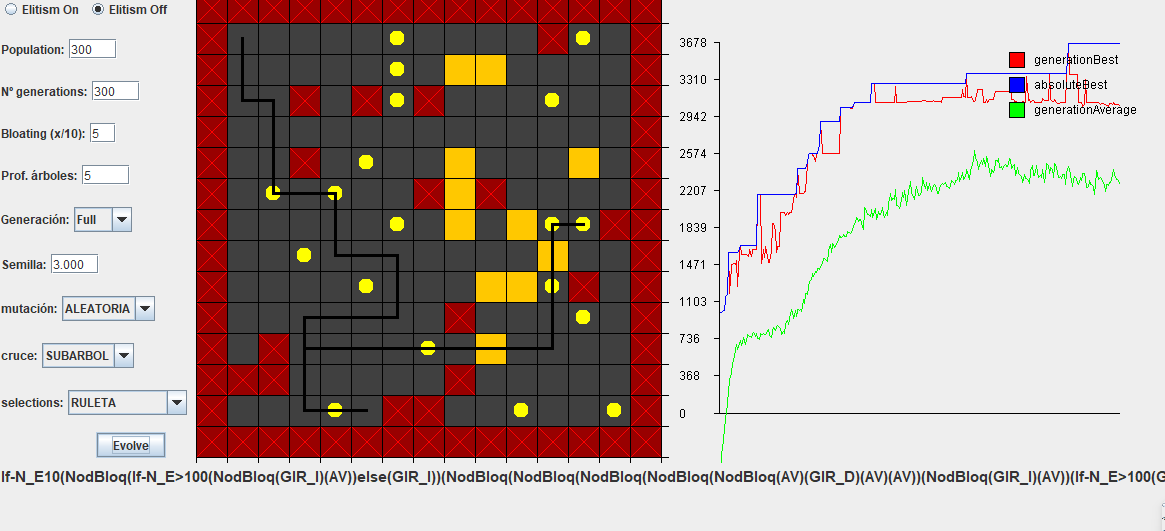 Elitism On Elitism Off
Population: 300
Nº generations: 300
Bloating (x/10): 5
Prof. árboles: 5
Generación: Full
Semilla: 3.000
mutación: ALEATORIA
cruce: SUBARBOL
selections: RULETA
Evolve
3678
3310
2942
2574
2207
1839
1471
1103
736
368
0
generationBest
absoluteBest
generationAverage
If-N_E10(NodBloq(If-N_E>100(NodBloq(GIR_I)(AV))else(GIR_I))(NodBloq(NodBloq(NodBloq(NodBloq(NodBloq(AV)(GIR_D)(AV)(AV))(NodBloq(GIR_I)(AV))(If-N_E>100(G